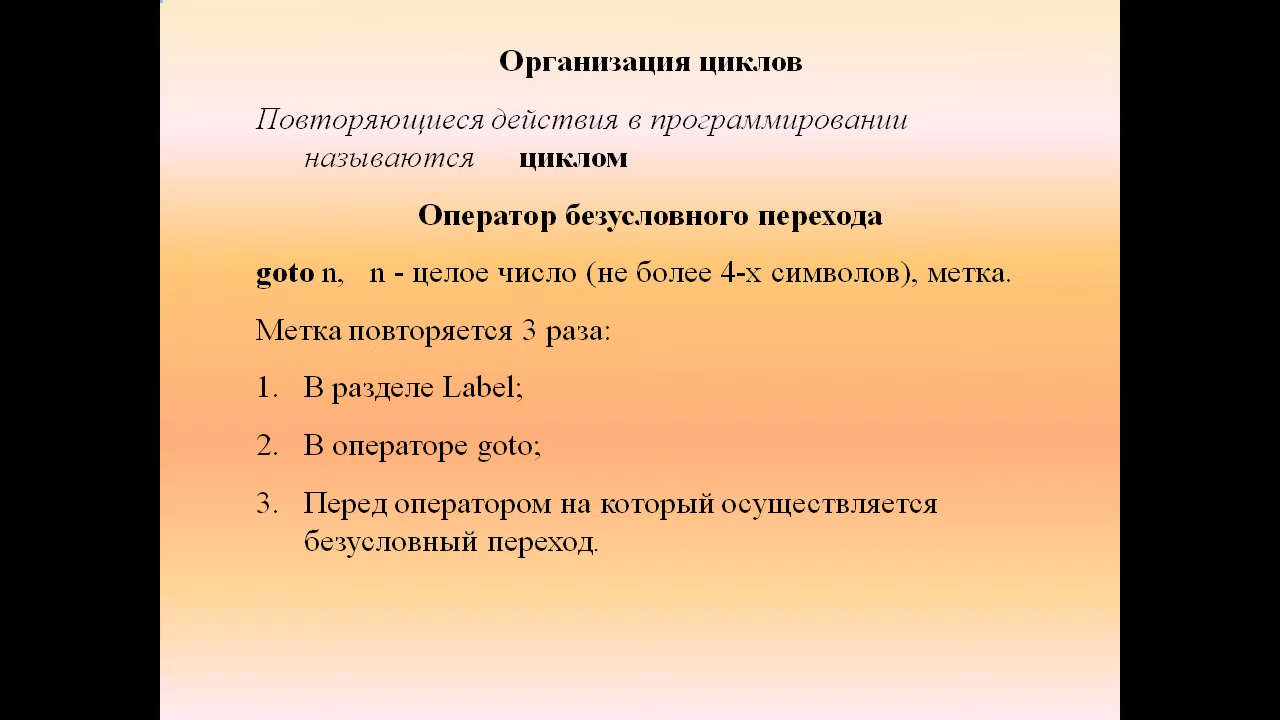 Организация циклов
Повторяющиеся действия в программировании
называются циклом
Оператор безусловного перехода
goto n, n - целое число (не более 4-х символов), метка.
Метка повторяется 3 раза:
1. В разделе Label;
2. В операторе goto;
3. Перед оператором на который осуществляется
безусловный переход.